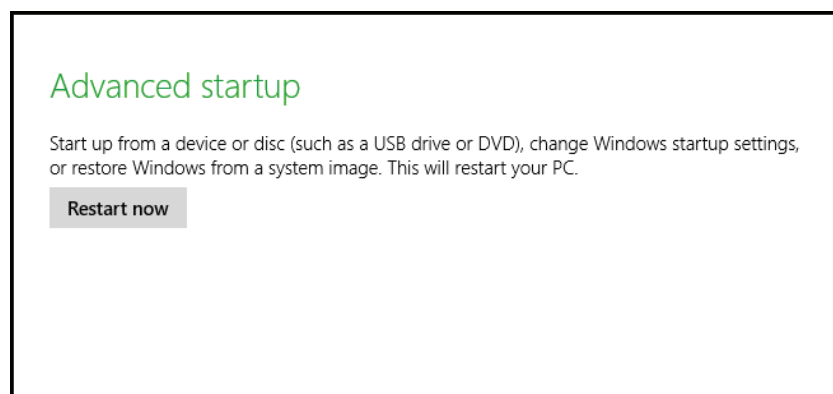 Advanced startup
Start up from a device or disc (such as a USB drive or DVD), change Windows startup settings,
or restore Windows from a system image. This will restart your PC.
Restart now